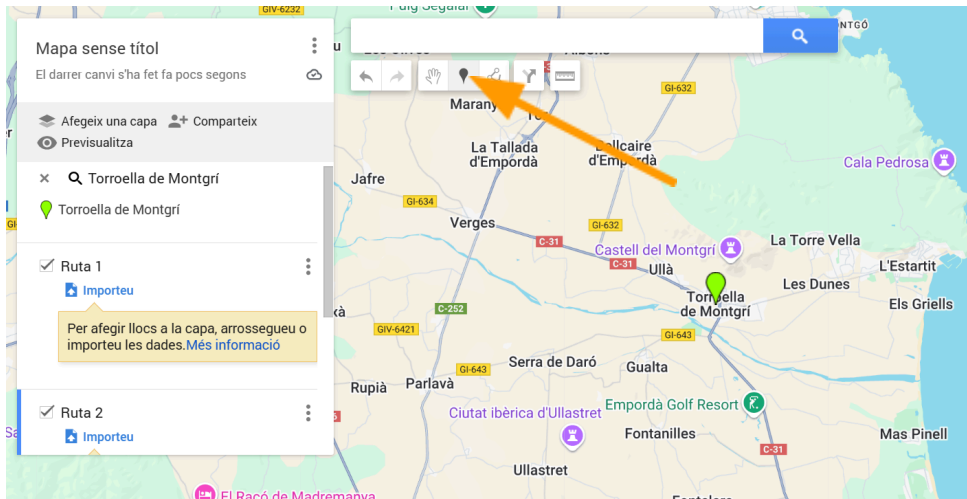 GIV-6232
Puig Segalar
Mapa sense títol
El darrer canvi s'ha fet fa pocs segons
Afegeix una capa
Comparteix
Previsualitza
Torroella de Montgrí
Torroella de Montgrí
Ruta 1
Importeu
Per afegir llocs a la capa, arrossegueu o
importeu les dades.Més informació
Ruta 2
Importeu
GI-632
La Tallada
d'Empordà
Bellcaire
d'Empordà
Cala Pedrosa
Jafre
GI-634
Verges
GI-632
C-31
Castell del Montgrí
La Torre Vella
C-31
Ullà
L'Estartit
Les Dunes
Torroella
de Montgrí
Els Griells
C-252
GIV-6421
GI-643
Serra de Daró
GI-643
Gualta
Rupià
Parlavà
Ciutat ibèrica d'Ullastret
Empordà Golf Resort
Fontanilles
Mas Pinell
C-31
Ullastret
El Racó de Madremanya